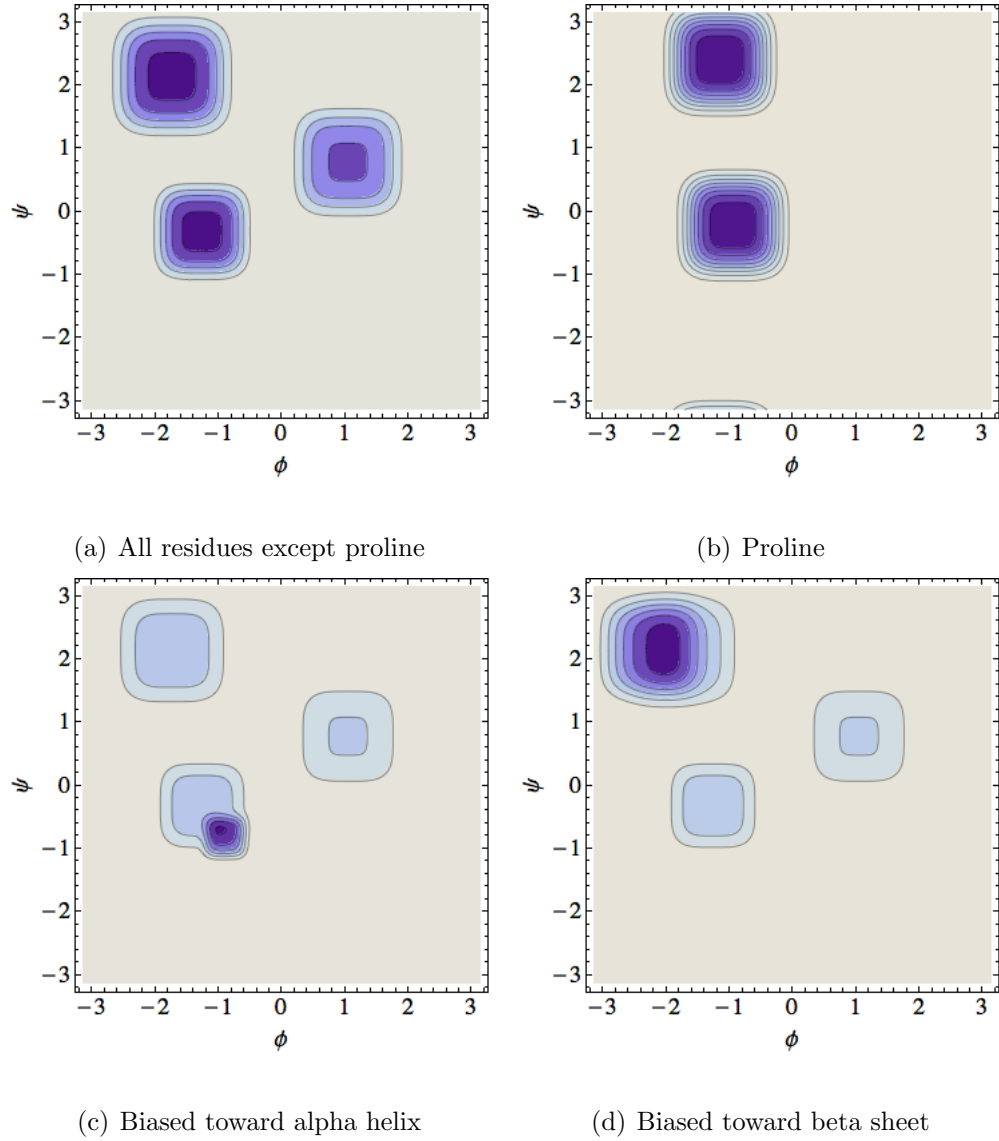 3
2
1
0
−1
−2
−3
ψ
−3 −2 −1 0 1 2 3
ϕ
(a) All residues except proline
3
2
1
0
−1
−2
−3
ψ
−3 −2 −1 0 1 2 3
ϕ
(b) Proline
3
2
1
0
−1
−2
−3
ψ
−3 −2 −1 0 1 2 3
ϕ
(c) Biased toward alpha helix
3
2
1
0
−1
−2
−3
ψ
−3 −2 −1 0 1 2 3
ϕ
(d) Biased toward beta sheet